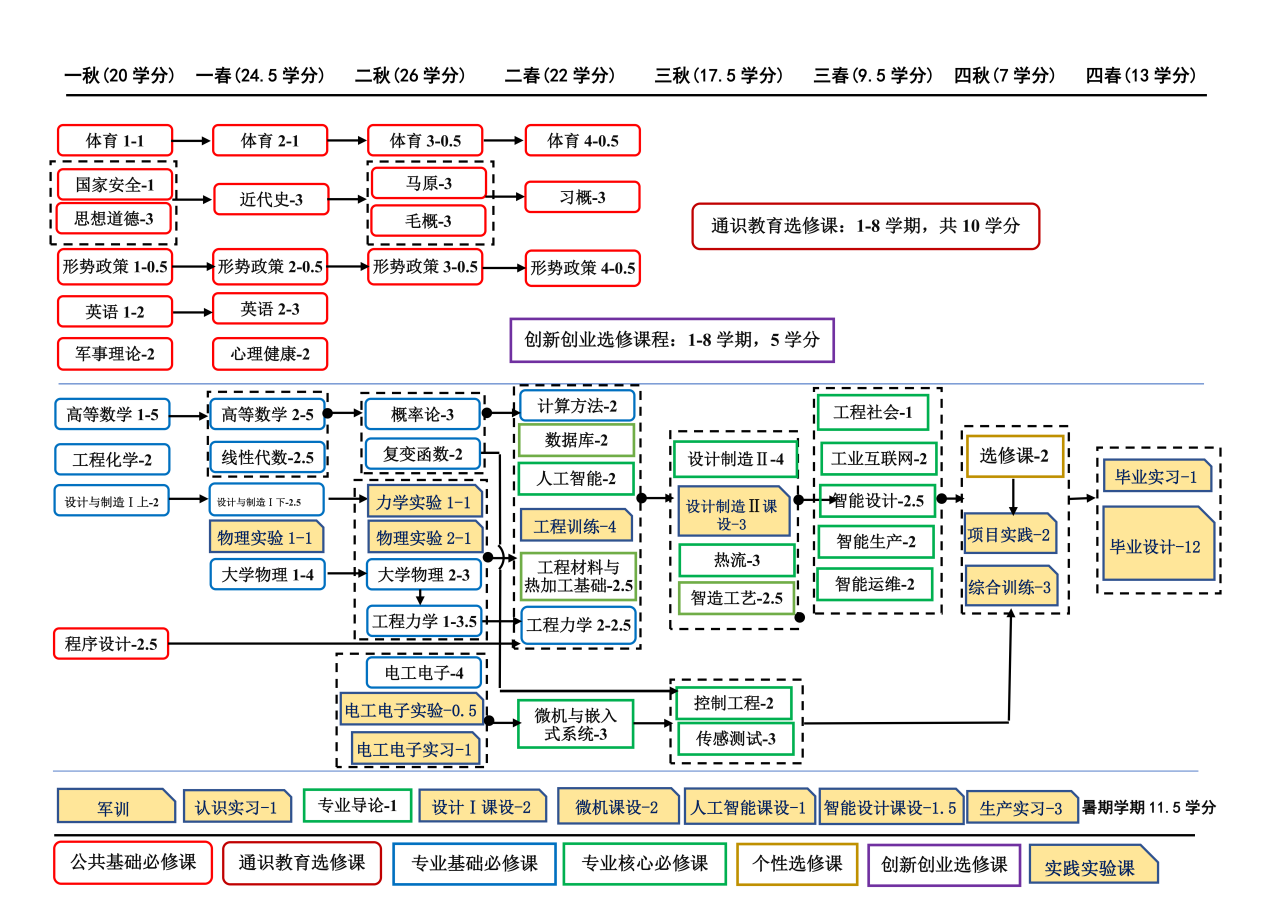 一秋(20 学分) 一春(24.5 学分) 二秋(26 学分) 二春(22 学分) 三秋(17.5 学分) 三春(9.5 学分) 四秋(7 学分) 四春(13 学分)
体育 1-1
体育 2-1
体育 3-0.5
体育 4-0.5
国家安全-1
思想道德-3
近代史-3
马原-3
毛概-3
习概-3
通识教育选修课：1-8 学期，共 10 学分
形势政策 1-0.5
形势政策 2-0.5
形势政策 3-0.5
形势政策 4-0.5
英语 1-2
英语 2-3
创新创业选修课程：1-8 学期，5 学分
军事理论-2
心理健康-2
高等数学 1-5
高等数学 2-5
概率论-3
计算方法-2
工程社会-1
数据库-2
工程化学-2
线性代数-2.5
复变函数-2
人工智能-2
设计制造Ⅱ-4
工业互联网-2
选修课-2
毕业实习-1
设计与制造Ⅰ上-2
设计与制造Ⅰ下-2.5
力学实验 1-1
设计制造Ⅱ课
设-3
智能设计-2.5
物理实验 1-1
物理实验 2-1
工程训练-4
智能生产-2
项目实践-2
毕业设计-12
大学物理 1-4
大学物理 2-3
工程材料与
热加工基础-2.5
热流-3
智能运维-2
综合训练-3
智造工艺-2.5
工程力学 1-3.5
工程力学 2-2.5
程序设计-2.5
电工电子-4
电工电子实验-0.5
电工电子实习-1
微机与嵌入
式系统-3
控制工程-2
传感测试-3
军训
认识实习-1
专业导论-1
设计Ⅰ课设-2
微机课设-2
人工智能课设-1
智能设计课设-1.5
生产实习-3
暑期学期 11.5 学分
公共基础必修课
通识教育选修课
专业基础必修课
专业核心必修课
个性选修课
创新创业选修课
实践实验课